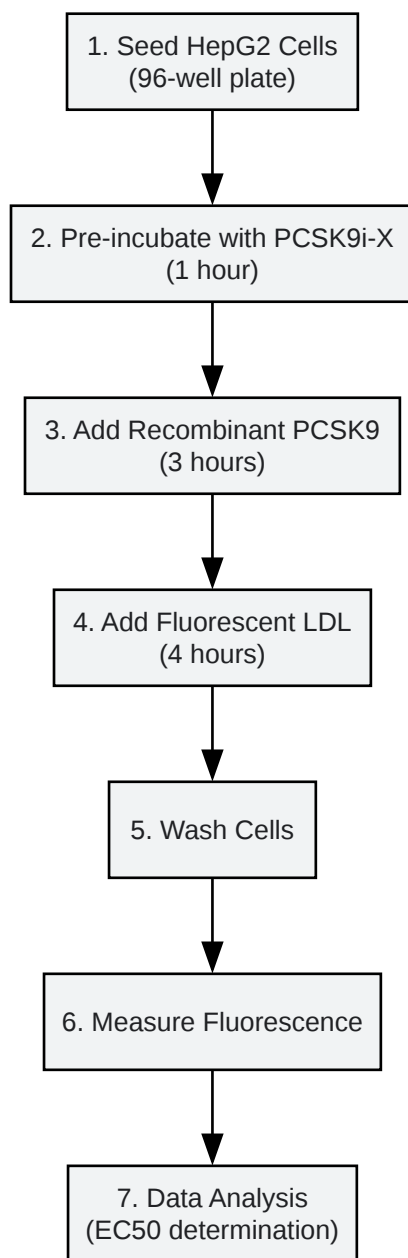 1. Seed HepG2 Cells
(96-well plate)
2. Pre-incubate with PCSK9i-X
(1 hour)
3. Add Recombinant PCSK9
(3 hours)
4. Add Fluorescent LDL
(4 hours)
5. Wash Cells
6. Measure Fluorescence
7. Data Analysis
(EC50 determination)